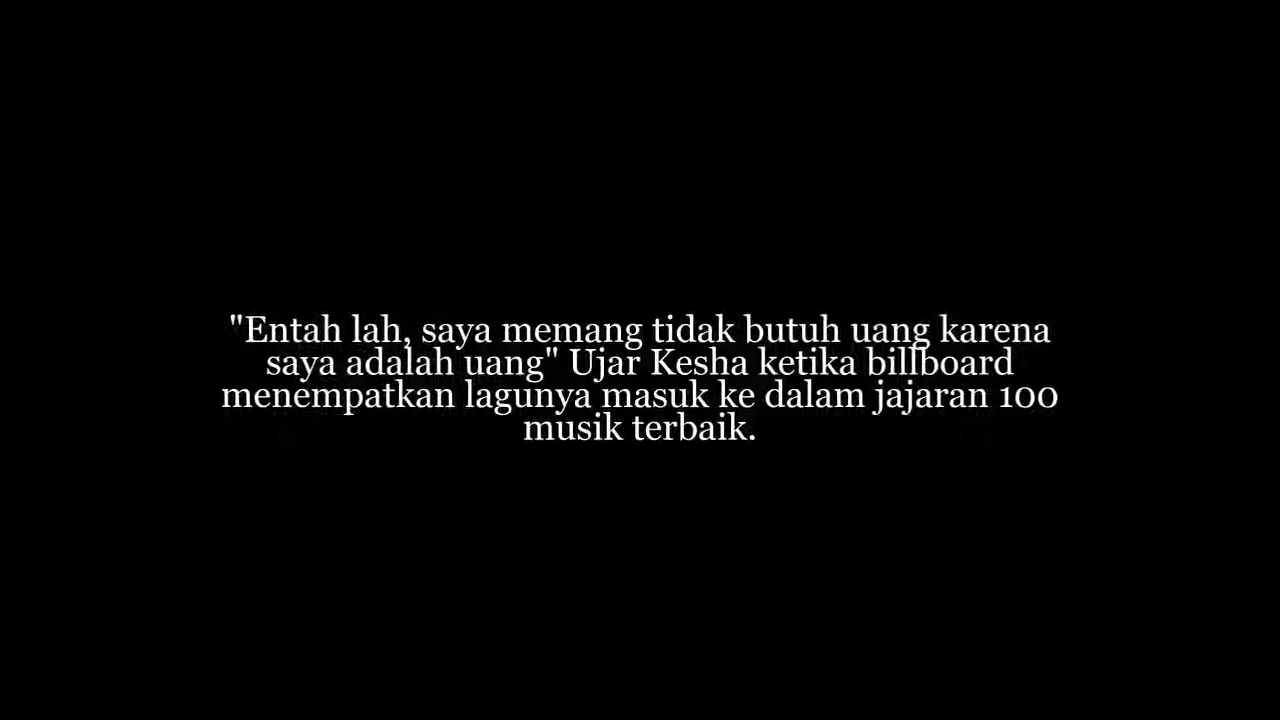 "Entah lah, saya memang tidak butuh uang karena
saya adalah uang" Ujar Kesha ketika billboard
menempatkan lagunya masuk ke dalam jajaran 100
musik terbaik.